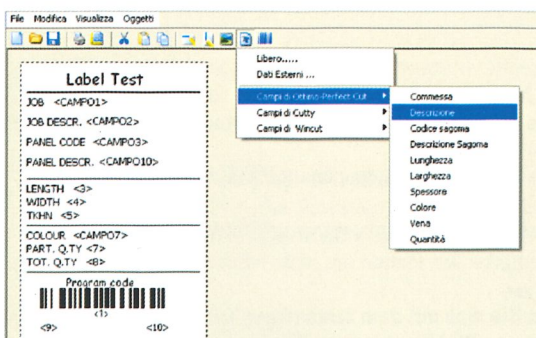 File Modifica Visualizza Oggetti
Label Test
JOB <CAMPO1>
JOB DESCR. <CAMPO2>
PANEL CODE <CAMPO3>
PANEL DESCR. <CAMPO10>
LENGTH <3>
WIDTH <4>
TKHN <5>
COLOUR <CAMPO7>
PART. Q.TY <7>
TOT. Q.TY <8>
Program code
<1>
<9> <10>
Libero.....
Dati Esterni ...
Campi di Ottimo-Perfect Cut
Campi di Cutty
Campi di Wincut
Commessa
Descrizione
Codice sagoma
Descrizione Sagoma
Lunghezza
Larghezza
Spessore
Colore
Vena
Quantità